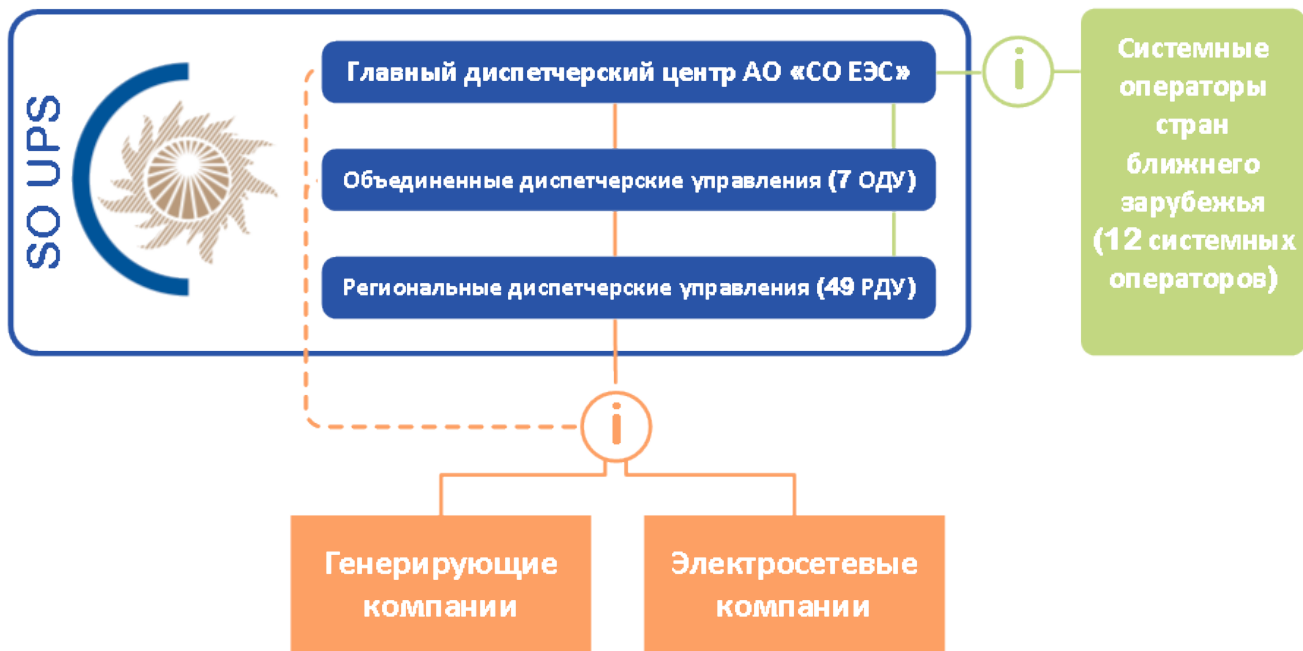 SO UPS
Главный диспетчерский центр АО «СО ЕЭС»
Объединенные диспетчерские управления (7 ОДУ)
Региональные диспетчерские управления (49 РДУ)
i
Системные
операторы
стран
ближнего
зарубежья
(12 системных
операторов)
i
Генерирующие
компании
Электросетевые
компании